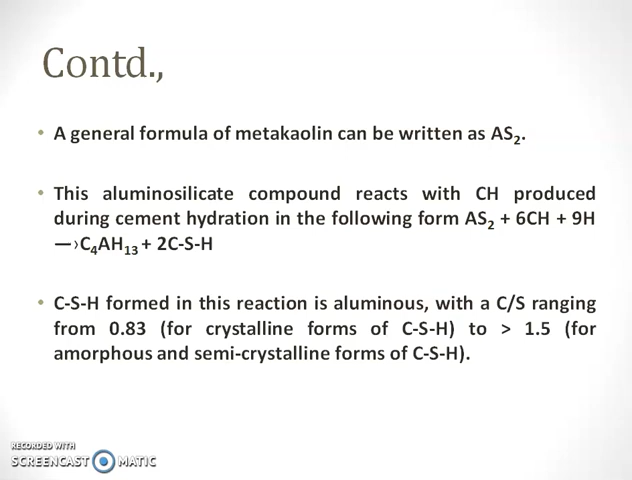 Contd.,
• A general formula of metakaolin can be written as AS₂.
• This aluminosilicate compound reacts with CH produced
during cement hydration in the following form AS₂ + 6CH + 9H
—›C₄AH₁₃ + 2C-S-H
• C-S-H formed in this reaction is aluminous, with a C/S ranging
from 0.83 (for crystalline forms of C-S-H) to > 1.5 (for
amorphous and semi-crystalline forms of C-S-H).
RECORDED WITH
SCREENCAST MATIC